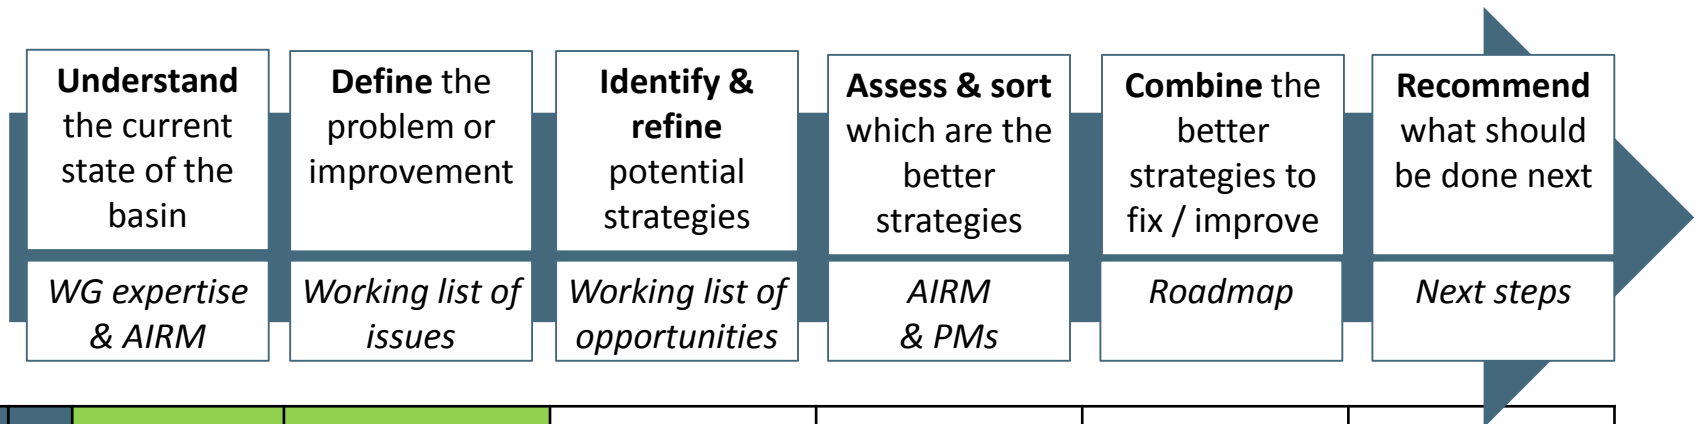 Understand
the current
state of the
basin
Define the
problem or
improvement
Identify &
refine
potential
strategies
Assess & sort
which are the
better
strategies
Combine the
better
strategies to
fix / improve
Recommend
what should
be done next
WG expertise
& AIRM
Working list of
issues
Working list of
opportunities
AIRM
& PMs
Roadmap
Next steps